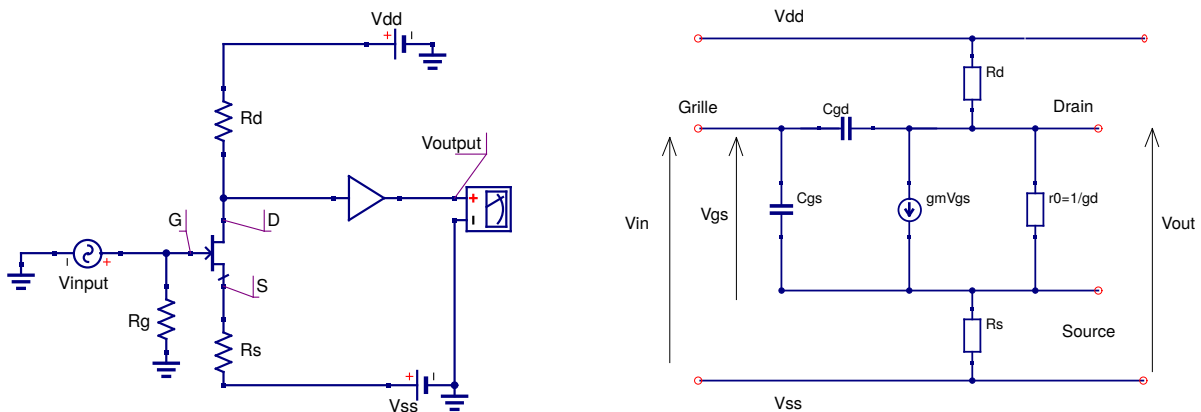 Vdd
Rd
Voutput
+
I
G
D
Vinput
S
Rg
Rs
Vss
Vdd
Rd
Grille
Cgd
Drain
Vin
Vgs
Cgs
gmVgs
r0=1/gd
Vout
Rs
Source
Vss